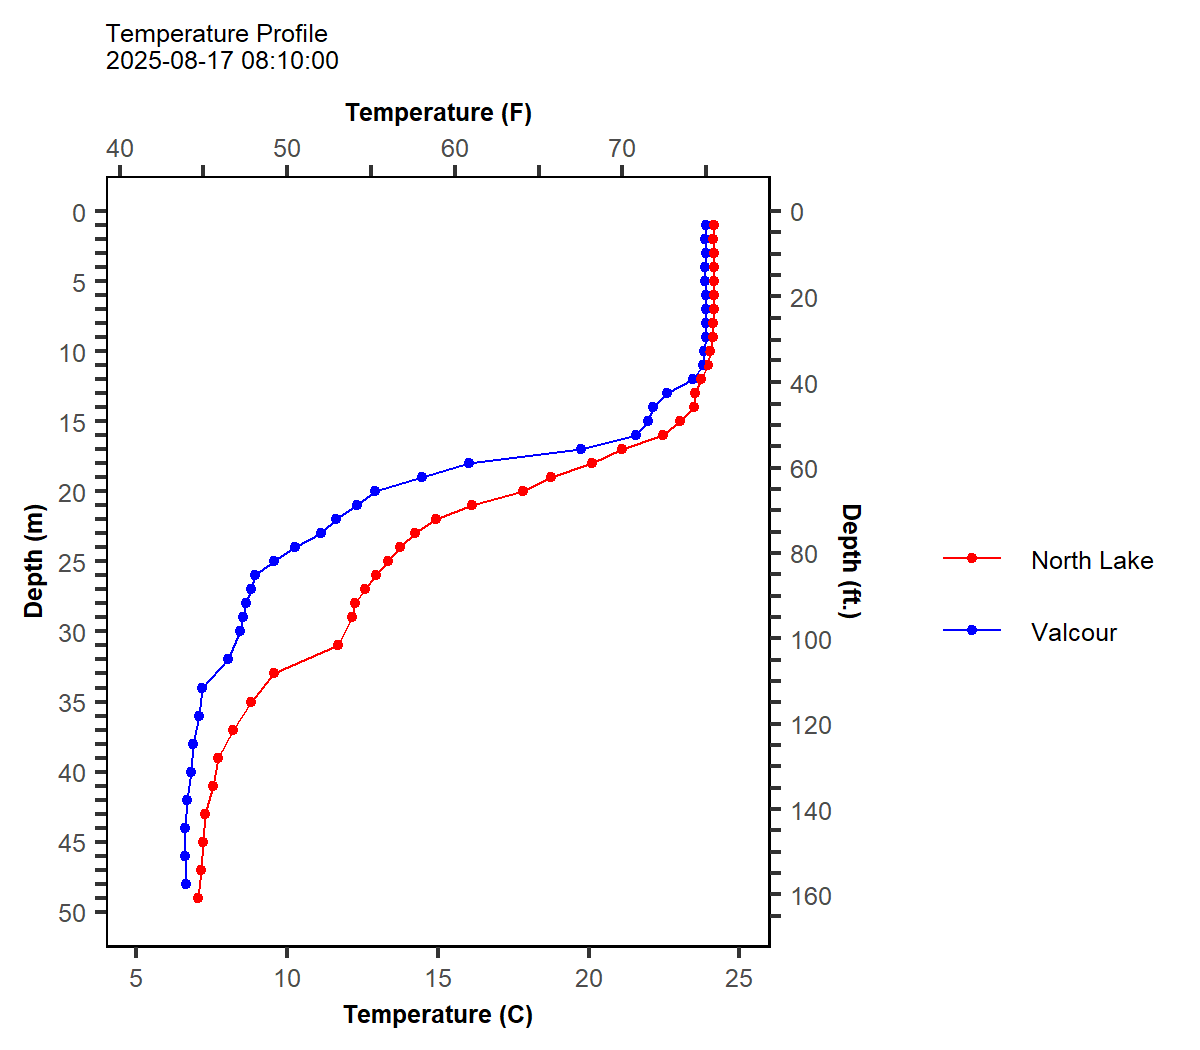 Temperature Profile
2025-08-17 08:10:00
Temperature (F)
40 50 60 70
0
5
10
15
20
25
30
35
40
45
50
Depth (m)
0
20
40
60
80
100
120
140
160
Depth (ft.)
North Lake
Valcour
5 10 15 20 25
Temperature (C)